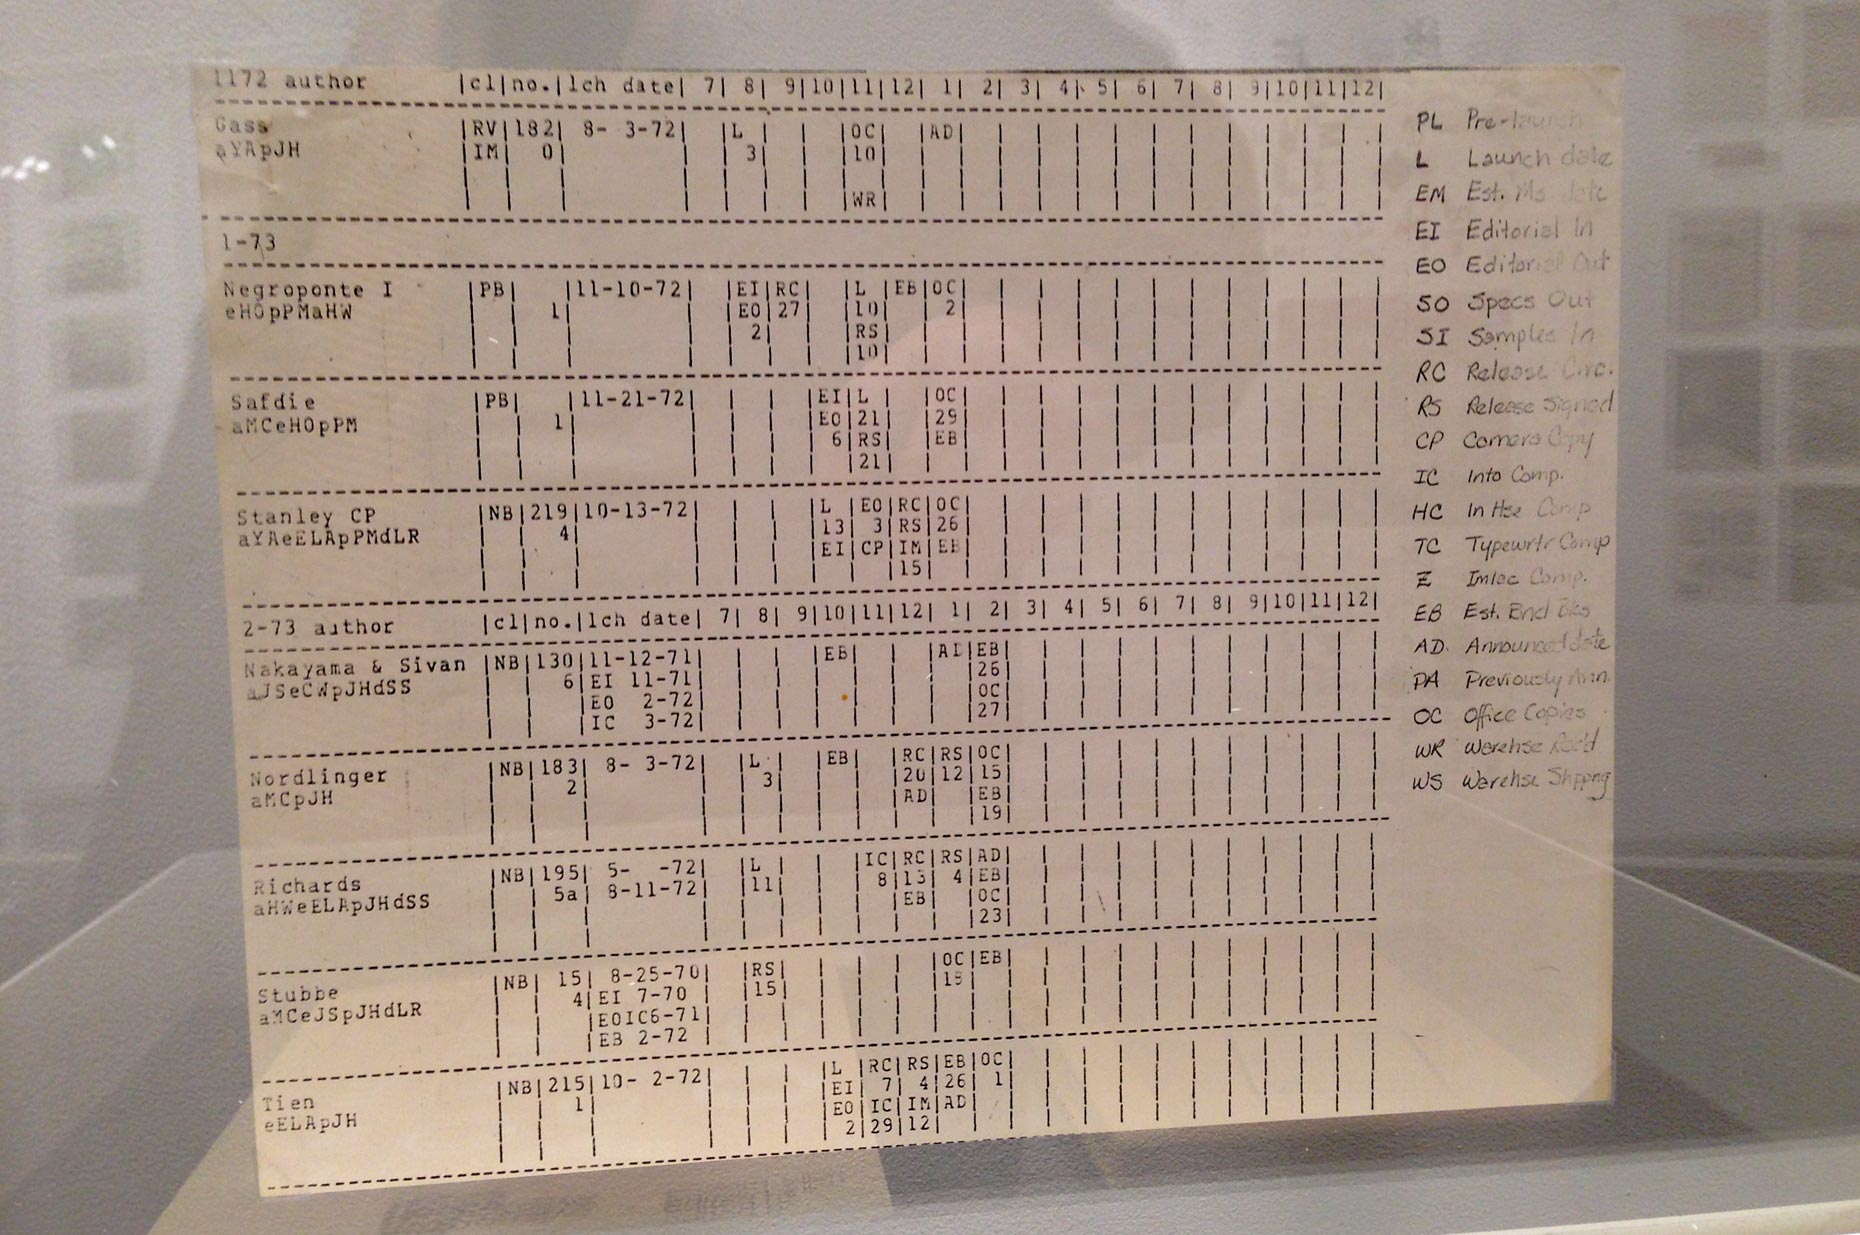 1172 author |cl|no.|lch date| 7| 8| 9|10|11|12| 1| 2| 3| 4| 5| 6| 7| 8| 9|10|11|12|
Gass |RV|182| 8- 3-72| |L | | |OC| |AD|
aYApJH |IM| 0| | 3| | |10|
|WR|
1-73
Negroponte I |PB| |11-10-72| |EI|RC| |L |EB|OC|
eHOpPMaHW | 1| |EO|27| |10| | 2|
| 2| |RS|
|10|
Safdie |PB| |11-21-72| | | |EI|L | |OC|
aMCeHOpPM | 1| |EO|21| |29|
| 6|RS| |EB|
|21|
Stanley CP |NB|219|10-13-72| | | |L |EO|RC|OC|
aYAeELApPMdLR | 4| |13| 3|RS|26|
|EI|CP|IM|EB|
|15|
2-73 author |cl|no.|lch date| 7| 8| 9|10|11|12| 1| 2| 3| 4| 5| 6| 7| 8| 9|10|11|12|
Nakayama & Sivan |NB|130|11-12-71| | | |EB| | |AD|EB|
aJSeCWpJHdSS | 6|EI 11-71| |26|
|EO 2-72| |OC|
|IC 3-72| |27|
Nordlinger |NB|183| 8- 3-72| |L | |EB| |RC|RS|OC|
aMCpJH | 2| | 3| |20|12|15|
|AD| |EB|
|19|
Richards |NB|195| 5- -72| |L | | |IC|RC|RS|AD|
aHWeELApJHdSS | 5a| 8-11-72| |11| | 8|13| 4|EB|
|EB| |OC|
|23|
Stubbe |NB| 15| 8-25-70| |RS| | | | |OC|EB|
aMCeJSpJHdLR | 4|EI 7-70 | |15| |18|
|EOIC6-71|
|EB 2-72 |
Tien |NB|215|10- 2-72| | | |L |RC|RS|EB|OC|
eELApJH | 1| |EI| 7| 4|26| 1|
|EO|IC|IM|AD|
| 2|29|12|
PL Pre-launch
L Launch date
EM Est. Ms date
EI Editorial In
EO Editorial Out
SO Specs Out
SI Samples In
RC Release Circ.
RS Release Signed
CP Camera Copy
IC Into Comp.
HC In Hse Comp
TC Typewrtr Comp
Z Imlac Comp.
EB Est. Bnd Bks
AD. Announced date
PA Previously Ann.
OC Office Copies
WR Warehse Rec'd
WS Warehse Shppng